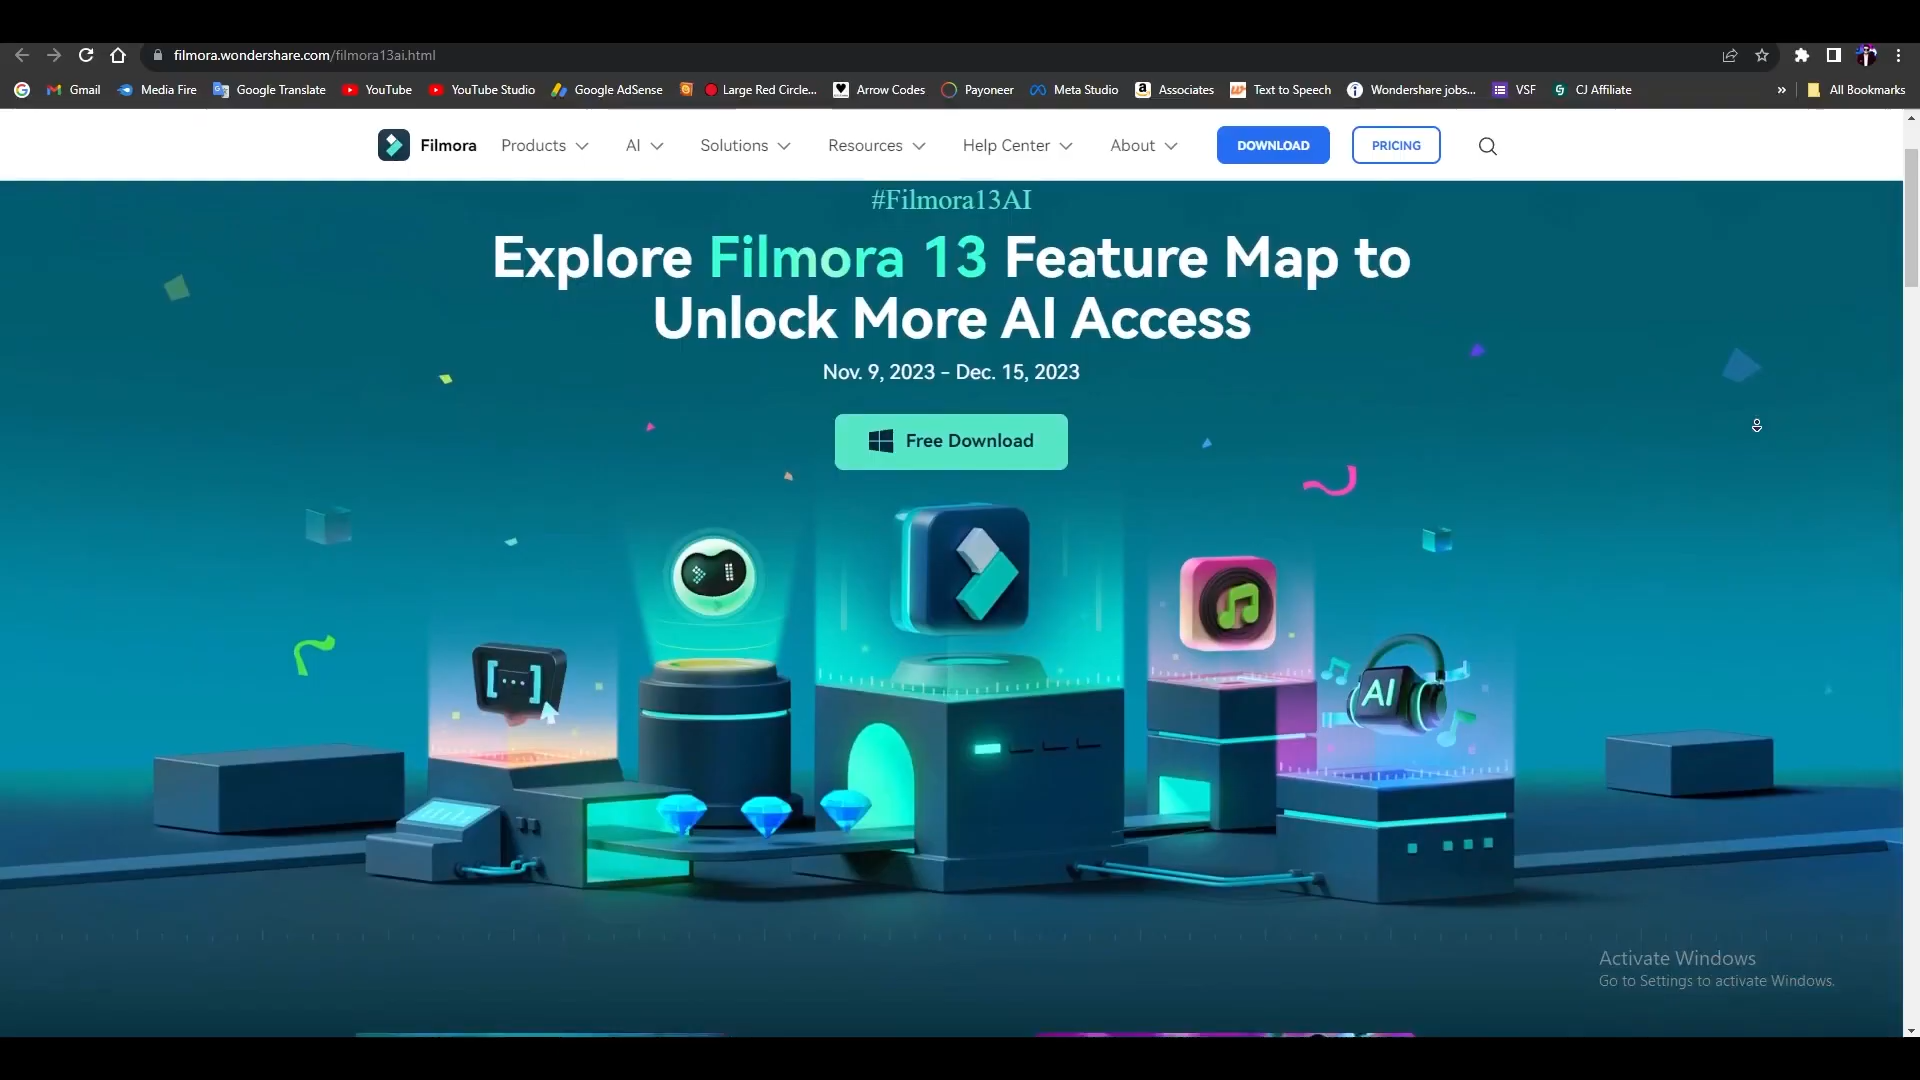 filmora.wondershare.com/filmora13ai.html
Gmail Media Fire Google Translate YouTube YouTube Studio Google AdSense Large Red Circle... Arrow Codes Payoneer Meta Studio Associates Text to Speech Wondershare jobs... VSF CJ Affiliate » All Bookmarks
Filmora Products AI Solutions Resources Help Center About DOWNLOAD PRICING
#Filmora13AI
Explore Filmora 13 Feature Map to
Unlock More AI Access
Nov. 9, 2023 - Dec. 15, 2023
Free Download
[...]
AI
Activate Windows
Go to Settings to activate Windows.